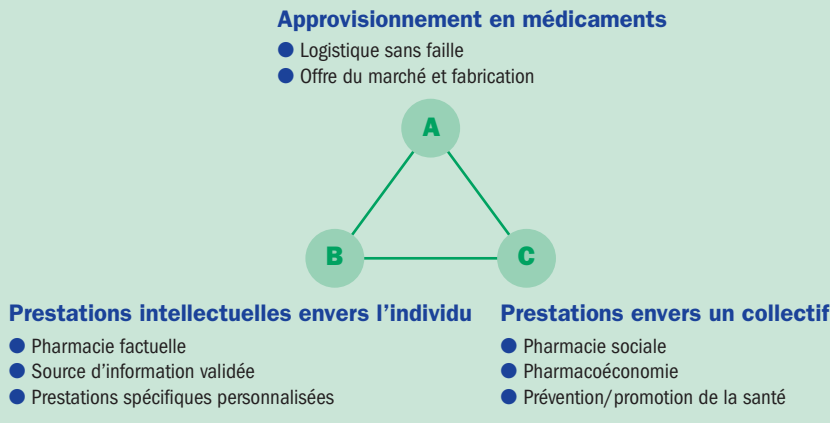 Approvisionnement en médicaments
● Logistique sans faille
● Offre du marché et fabrication
A
B
C
Prestations intellectuelles envers l’individu
● Pharmacie factuelle
● Source d’information validée
● Prestations spécifiques personnalisées
Prestations envers un collectif
● Pharmacie sociale
● Pharmacoéconomie
● Prévention/promotion de la santé